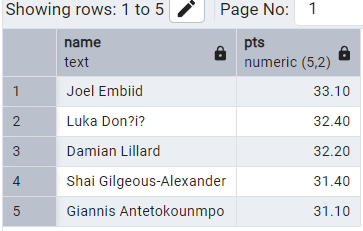 Showing rows: 1 to 5 Page No: 1
name pts
text numeric (5,2)
1 Joel Embiid 33.10
2 Luka Don?i? 32.40
3 Damian Lillard 32.20
4 Shai Gilgeous-Alexander 31.40
5 Giannis Antetokounmpo 31.10